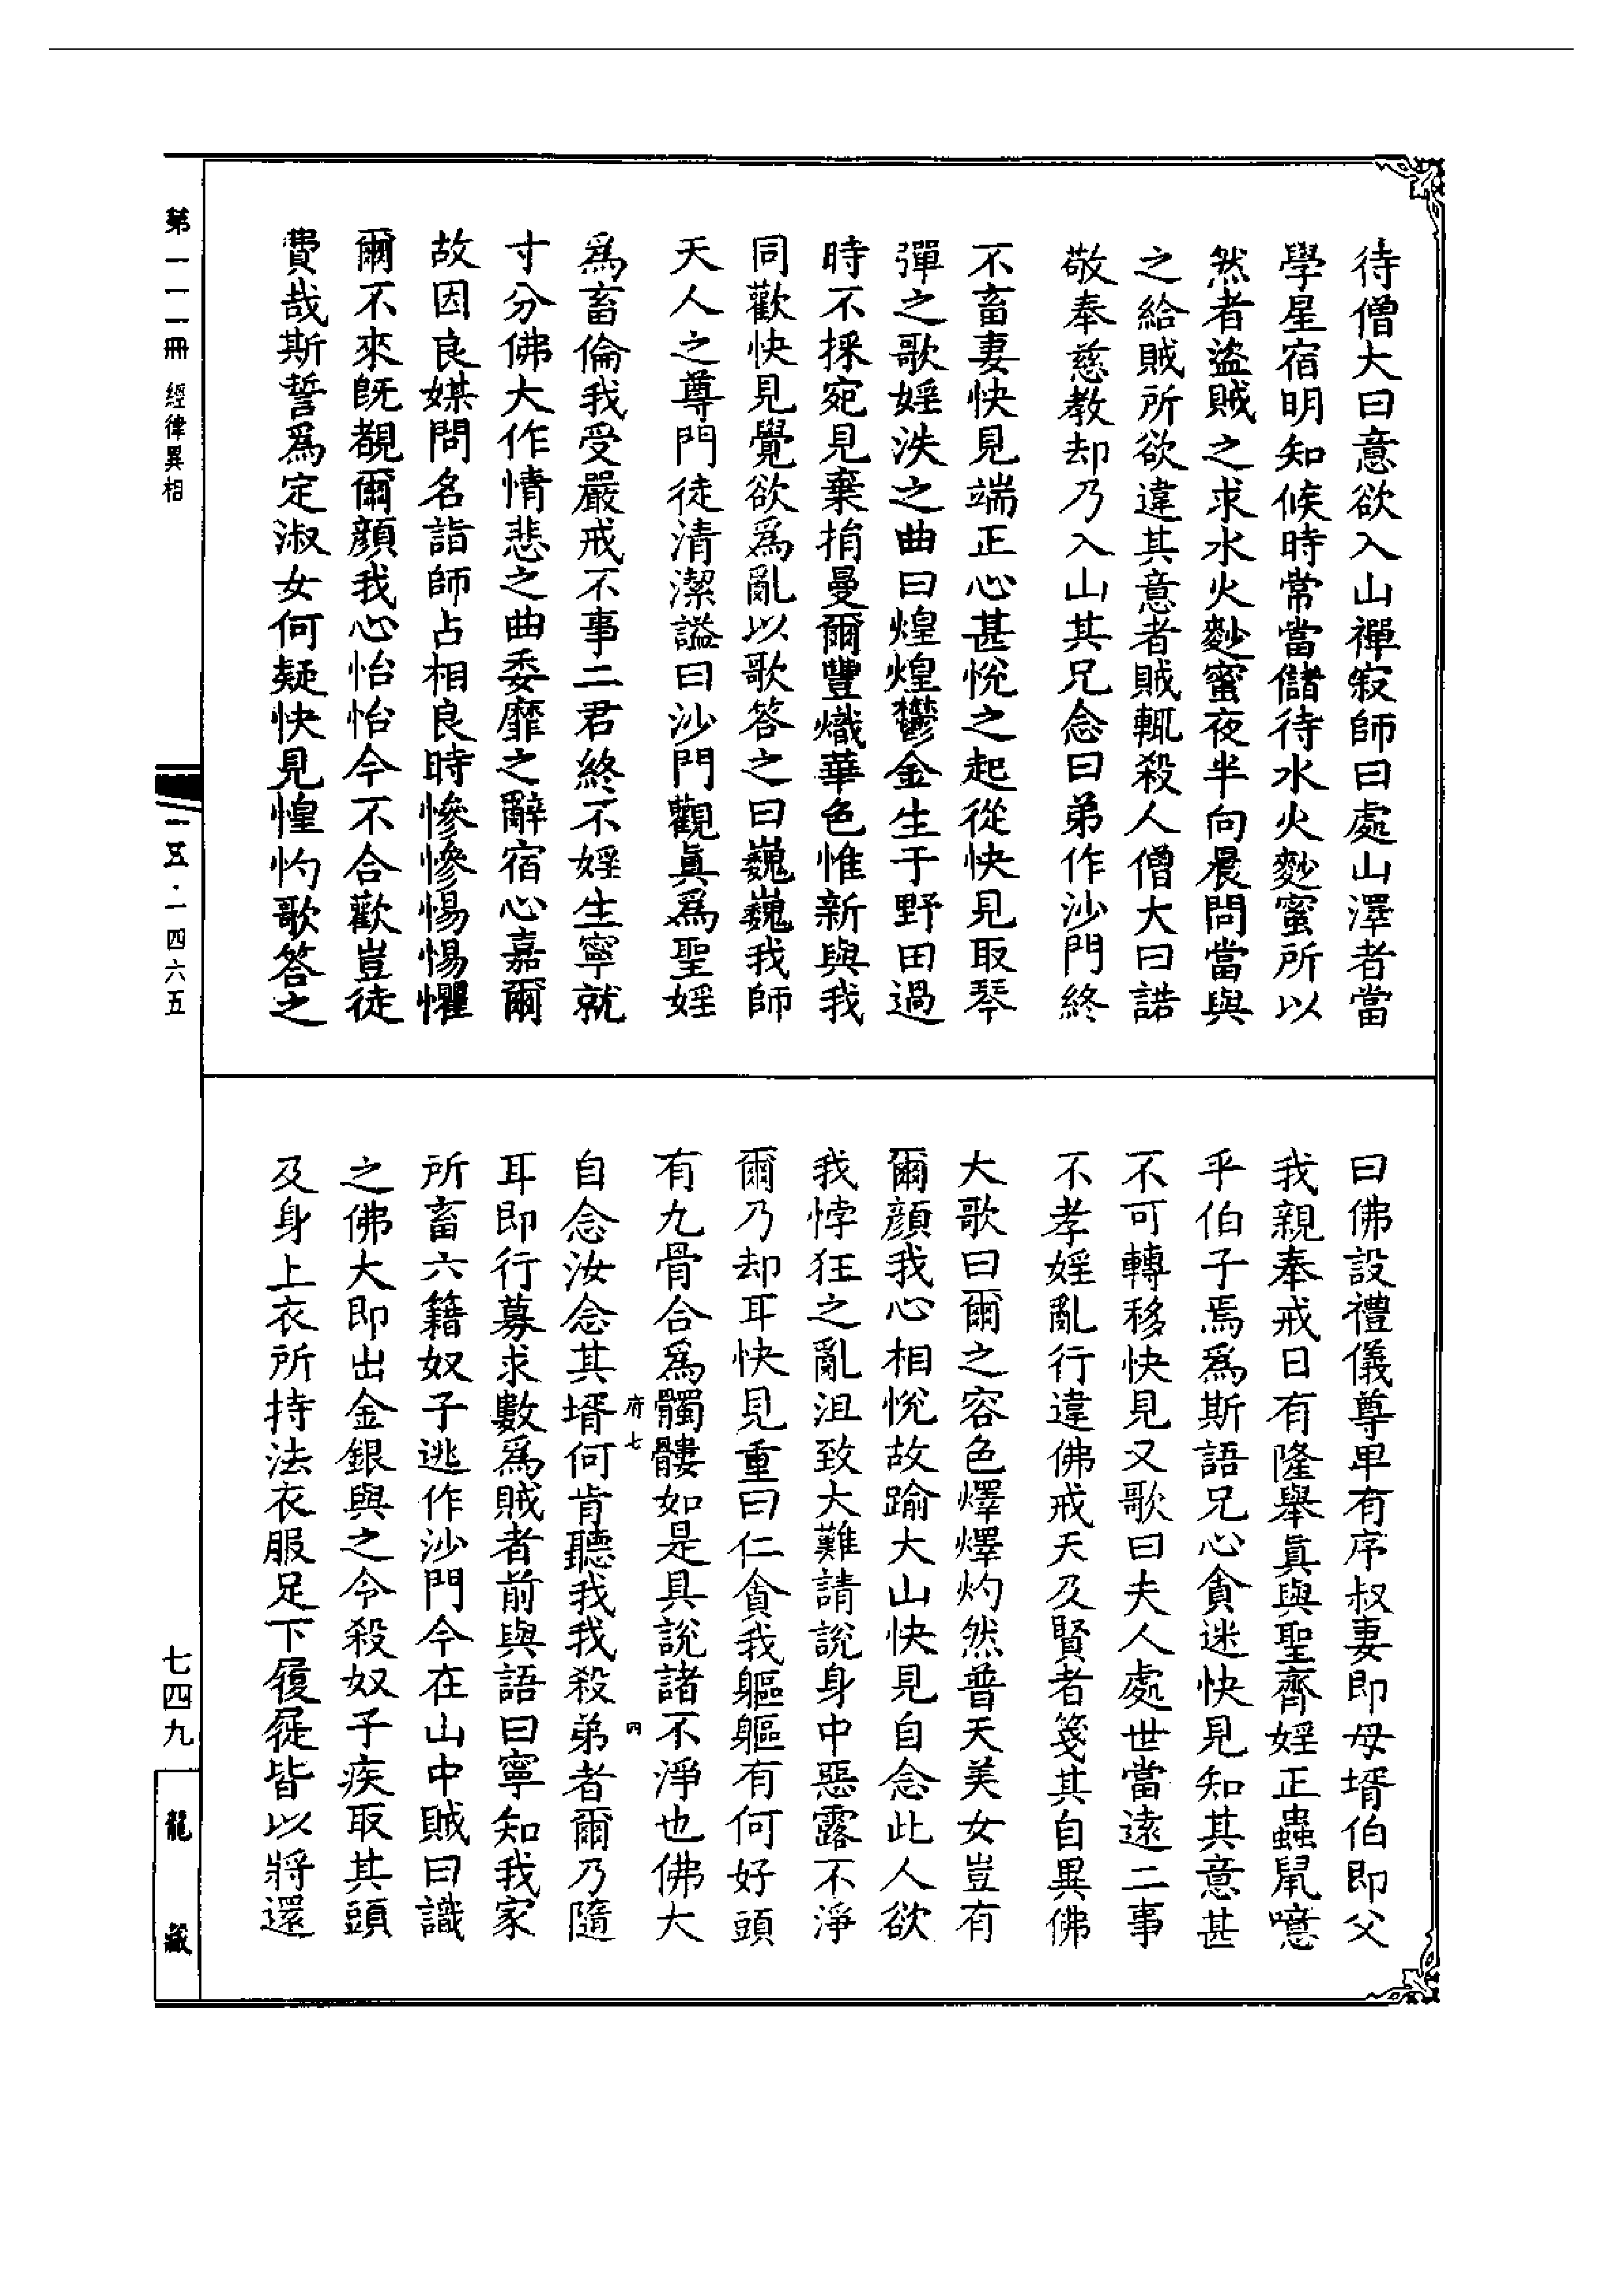 待僧大曰意欲入山禪寂師曰處山澤者當
學星宿明知候時常當儲待水火麨蜜所以
然者盜賊之求水火麨蜜夜半向晨問當與
之給賊所欲違其意者賊輒殺人僧大曰諾
敬奉慈教却乃入山其兄念曰弟作沙門終
不畜妻快見端正心甚悅之起從快見取琴
彈之歌婬泆之曲曰煌煌鬱金生于野田過
時不採宛見棄捐曼爾豐熾華色惟新與我
同歡快見覺欲爲亂以歌答之曰巍巍我師
天人之尊門徒清潔謚曰沙門觀眞爲聖婬
爲畜倫我受嚴戒不事二君終不婬生寧就
寸分佛大作情悲之曲委靡之辭宿心嘉爾
故因良媒問名詣師占相良時慘慘惕惕懼
爾不來旣覩爾顔我心怡怡今不合歡豈徒
費哉斯誓爲定淑女何疑快見惶灼歌答之
曰佛設禮儀尊卑有序叔妻即母壻伯即父
我親奉戒日有隆舉眞與聖齊婬正蟲鼠噫
乎伯子焉爲斯語兄心貪迷快見知其意甚
不可轉移快見又歌曰夫人處世當遠二事
不孝婬亂行違佛戒天及賢者箋其自異佛
大歌曰爾之容色煇煇灼然普天美女豈有
爾顔我心相悅故踰大山快見自念此人欲
我悖狂之亂沮致大難請說身中惡露不淨
爾乃却耳快見重曰仁貪我軀軀有何好頭
有九骨合爲髑髏如是具說諸不淨也佛大
府七 四
自念汝念其壻何肯聽我我殺弟者爾乃隨
耳即行募求數爲賊者前與語曰寧知我家
所畜六籍奴子逃作沙門今在山中賊曰識
之佛大即出金銀與之令殺奴子疾取其頭
及身上衣所持法衣服足下履屣皆以將還
第一一一冊 經律異相
一五·一四六五
七四九
龍藏